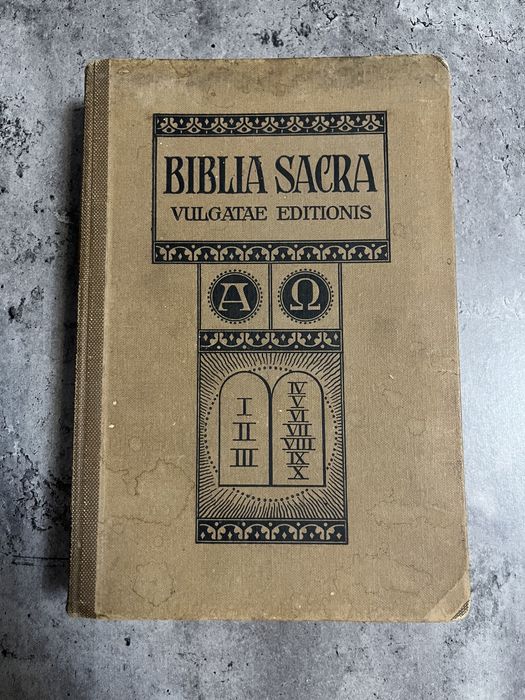 BIBLIA SACRA
VULGATAE EDITIONIS
A Ω
I
II
III
IV
V
VI
VII
VIII
IX
X